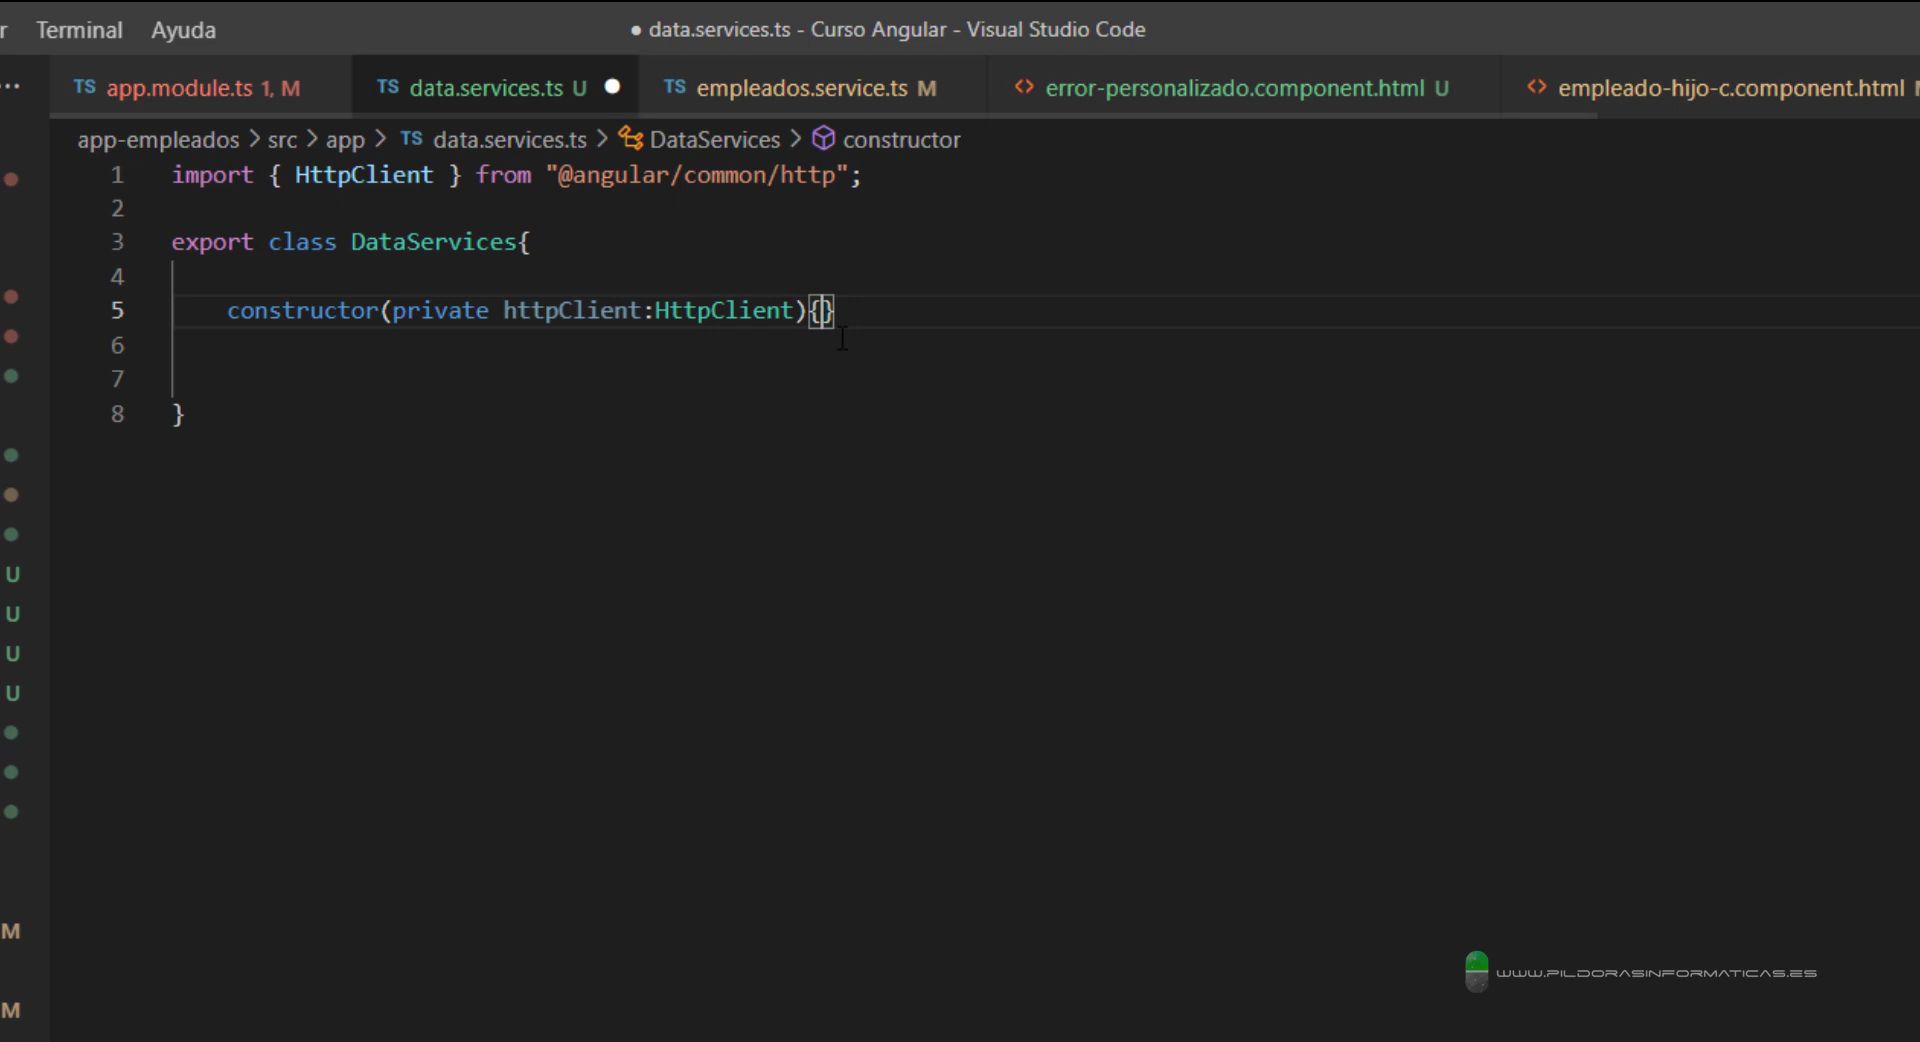 r Terminal Ayuda ● data.services.ts - Curso Angular - Visual Studio Code
... TS app.module.ts 1, M TS data.services.ts U ● TS empleados.service.ts M <> error-personalizado.component.html U <> empleado-hijo-c.component.html M
app-empleados > src > app > TS data.services.ts > DataServices > constructor
1 import { HttpClient } from "@angular/common/http";
2
3 export class DataServices{
4
5 constructor(private httpClient:HttpClient){}
6
7
8 }
U
U
U
U
M
M
WWW.PILDORASINFORMATICAS.ES